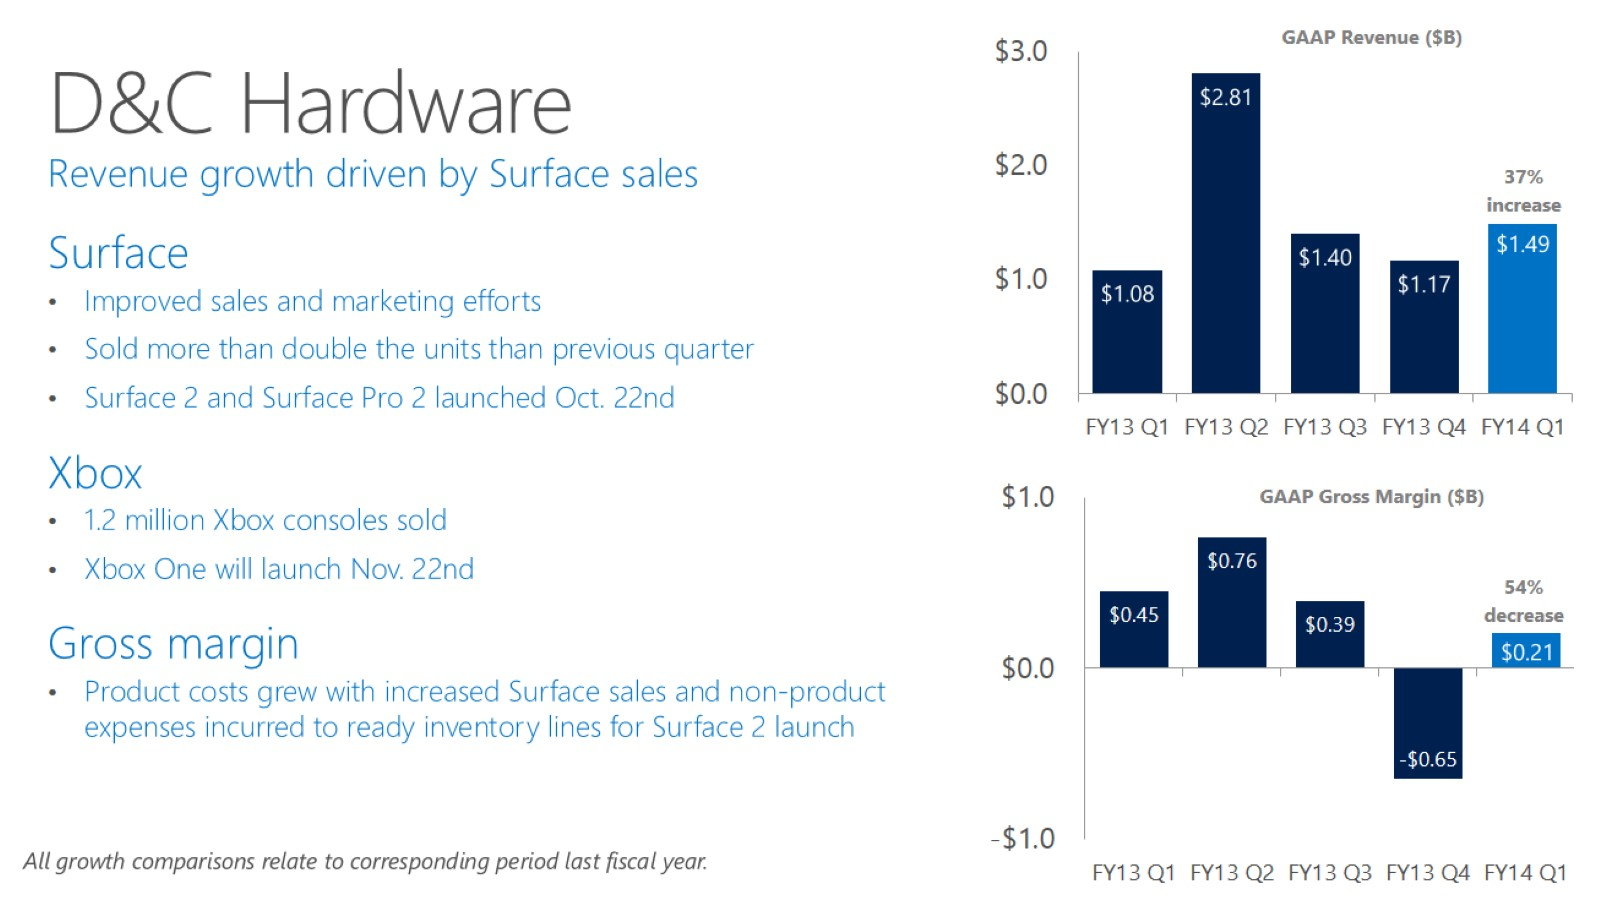 D&C Hardware
Revenue growth driven by Surface sales
Surface
• Improved sales and marketing efforts
• Sold more than double the units than previous quarter
• Surface 2 and Surface Pro 2 launched Oct. 22nd
Xbox
• 1.2 million Xbox consoles sold
• Xbox One will launch Nov. 22nd
Gross margin
• Product costs grew with increased Surface sales and non-product
expenses incurred to ready inventory lines for Surface 2 launch
All growth comparisons relate to corresponding period last fiscal year.
GAAP Revenue ($B)
$3.0
$2.0
$1.0
$0.0
$1.08
$2.81
$1.40
$1.17
37%
increase
$1.49
FY13 Q1 FY13 Q2 FY13 Q3 FY13 Q4 FY14 Q1
GAAP Gross Margin ($B)
$1.0
$0.0
-$1.0
$0.45
$0.76
$0.39
-$0.65
54%
decrease
$0.21
FY13 Q1 FY13 Q2 FY13 Q3 FY13 Q4 FY14 Q1